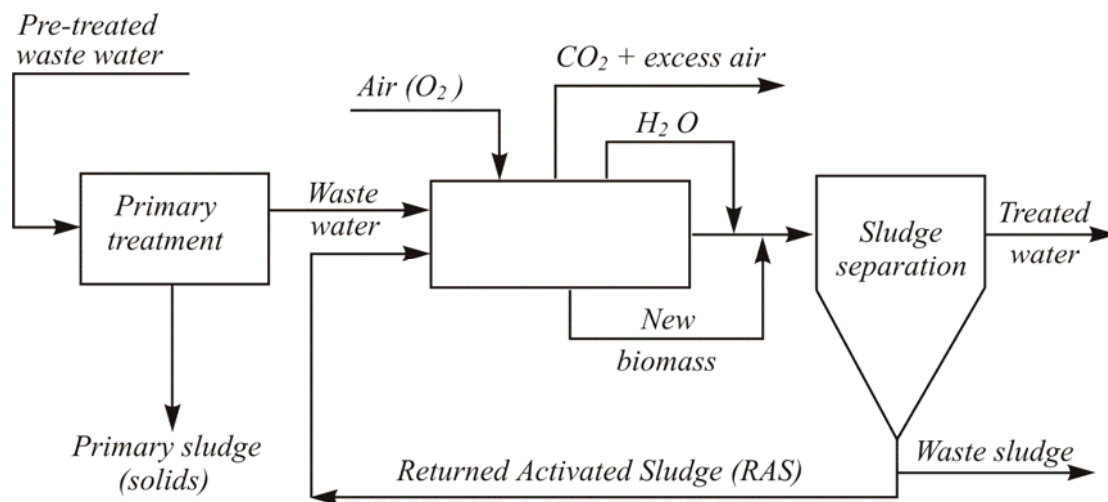 Pre-treated
waste water
Air (O₂ )
CO₂ + excess air
H₂ O
Primary
treatment
Waste
water
Sludge
separation
Treated
water
New
biomass
Primary sludge
(solids)
Returned Activated Sludge (RAS)
Waste sludge